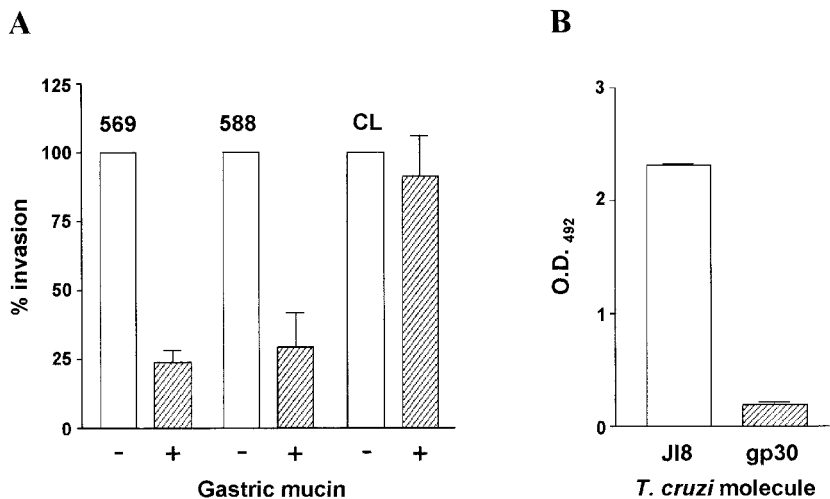 A
% invasion
125
100
75
50
25
0
569
588
CL
- + - + - +
Gastric mucin
B
O.D. 492
3
2
1
0
JI8 gp30
T. cruzi molecule